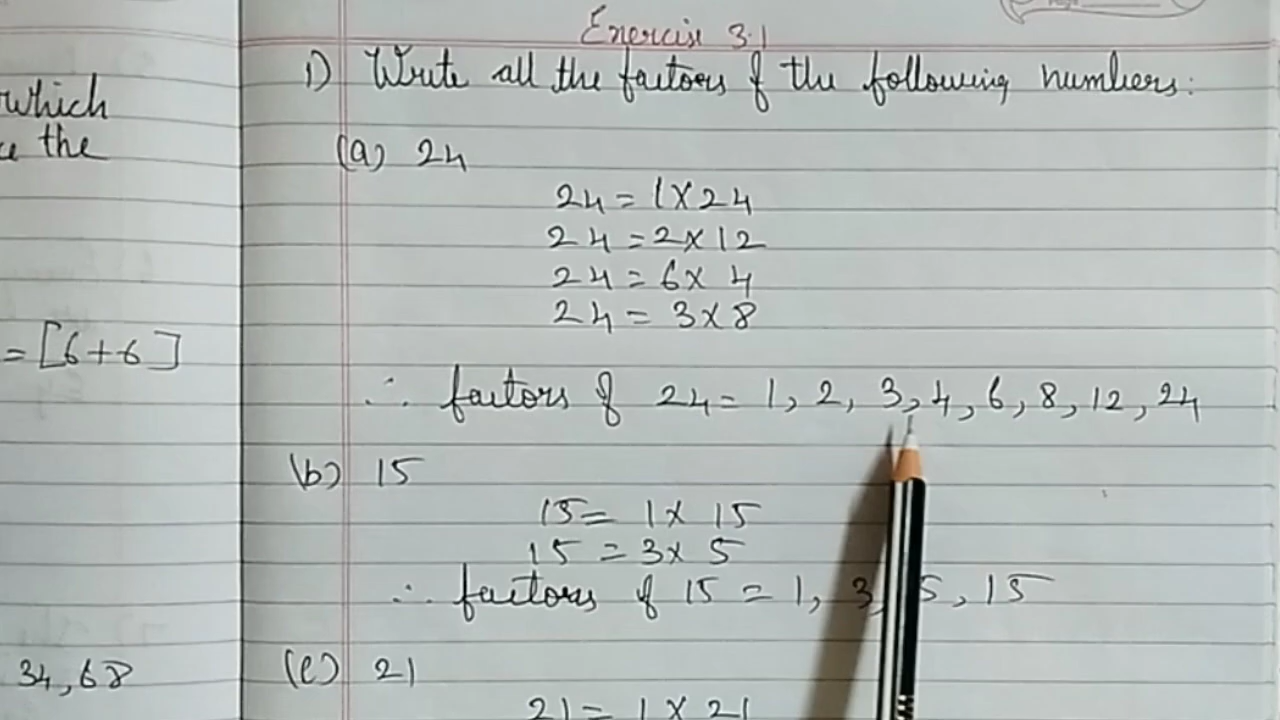 Exercise 3.1
which
the
1) Write all the factors of the following numbers:
(a) 24
24 = 1 X 24
24 = 2 x 12
24 = 6 x 4
24 = 3 x 8
= [6+6]
∴ factors of 24 = 1, 2, 3, 4, 6, 8, 12, 24
(b) 15
15 = 1 x 15
15 = 3 x 5
∴ factors of 15 = 1, 3, 5, 15
34, 68
(c) 21
21 = 1 X 21